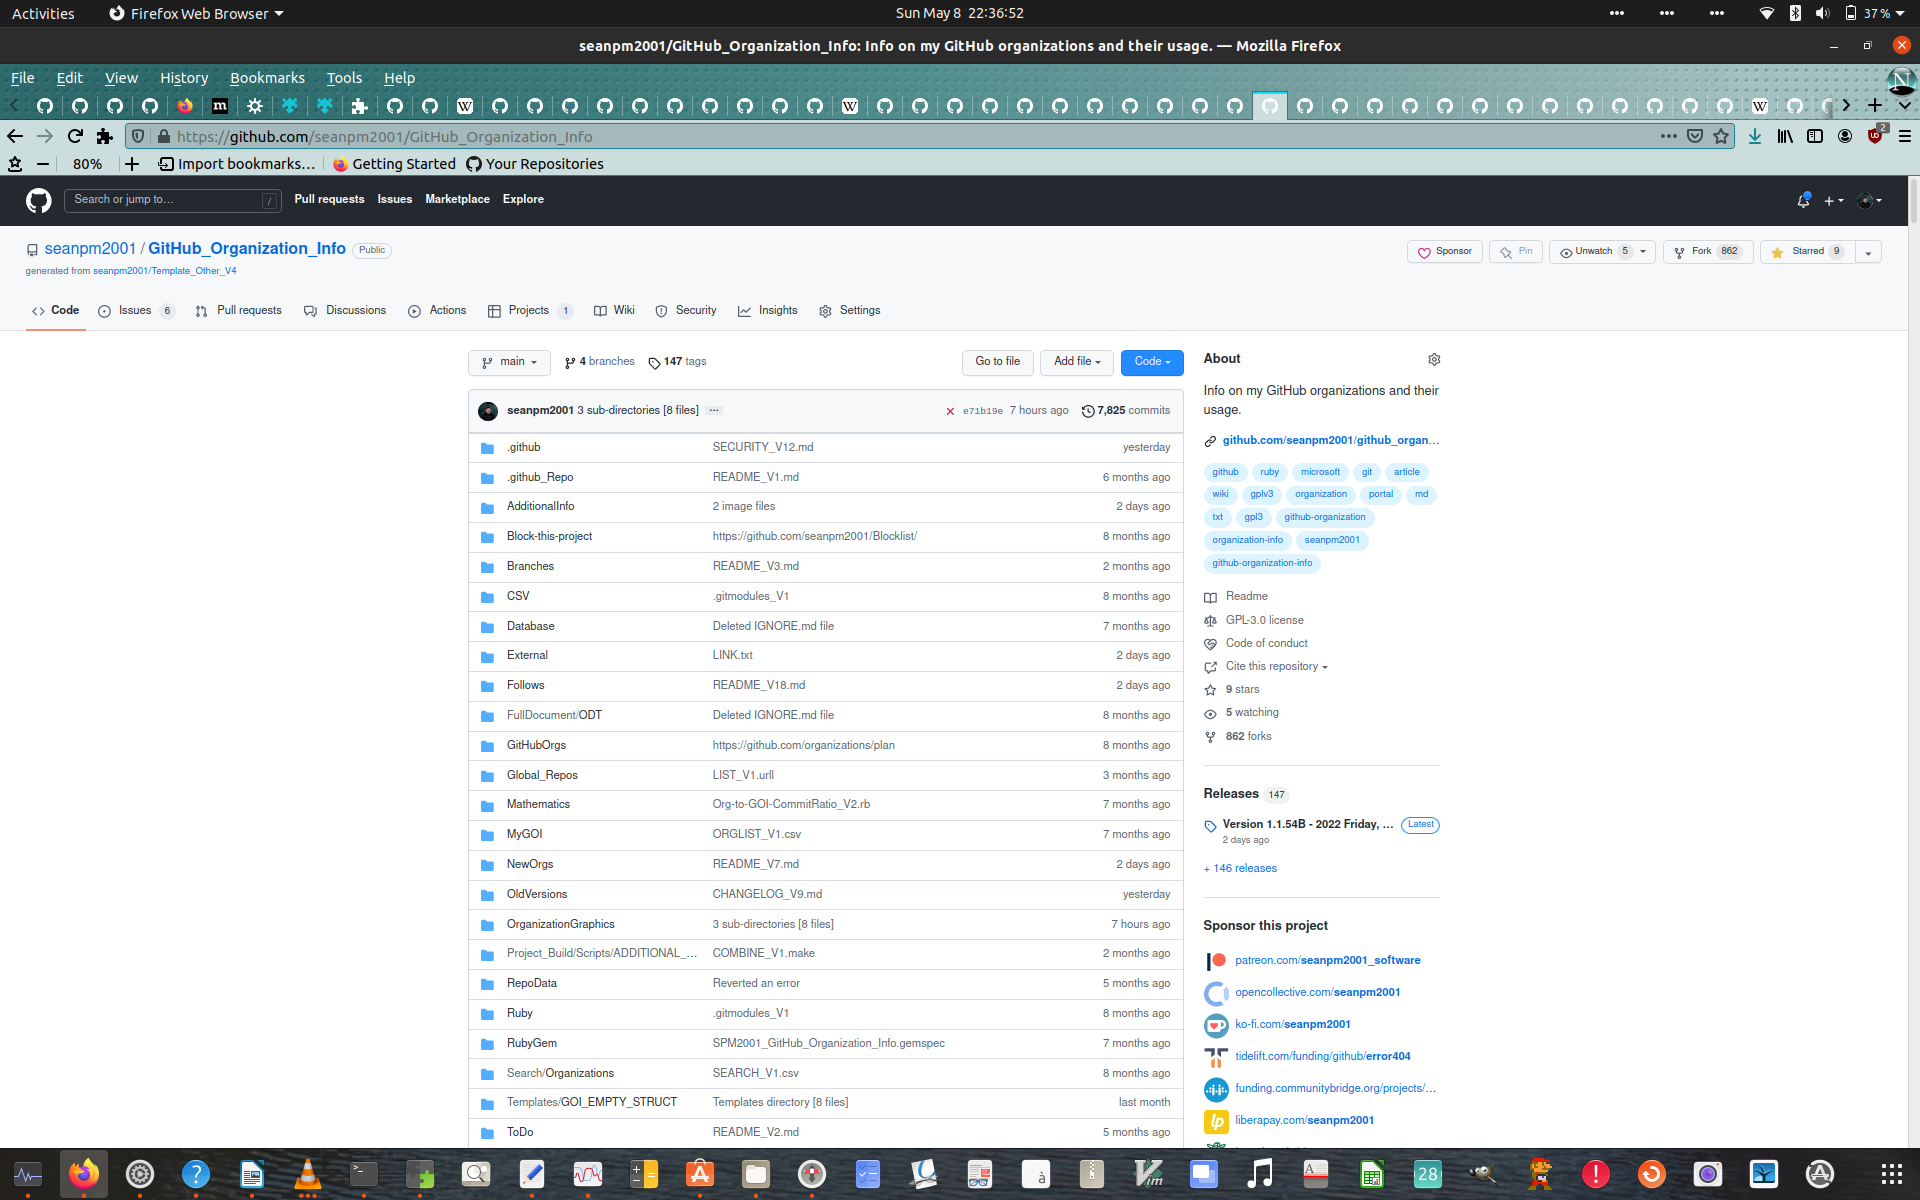 Activities Firefox Web Browser Sun May 8 22:36:52 37 %
seanpm2001/GitHub_Organization_Info: Info on my GitHub organizations and their usage. — Mozilla Firefox
File Edit View History Bookmarks Tools Help
https://github.com/seanpm2001/GitHub_Organization_Info 2
80% Import bookmarks… Getting Started Your Repositories
Search or jump to… / Pull requests Issues Marketplace Explore
seanpm2001 / GitHub_Organization_Info Public Sponsor Pin Unwatch 5 Fork 862 Starred 9
generated from seanpm2001/Template_Other_V4
Code Issues 6 Pull requests Discussions Actions Projects 1 Wiki Security Insights Settings
main 4 branches 147 tags Go to file Add file Code
seanpm2001 3 sub-directories [8 files] … e71b19e 7 hours ago 7,825 commits
.github SECURITY_V12.md yesterday
.github_Repo README_V1.md 6 months ago
AdditionalInfo 2 image files 2 days ago
Block-this-project https://github.com/seanpm2001/Blocklist/ 8 months ago
Branches README_V3.md 2 months ago
CSV .gitmodules_V1 8 months ago
Database Deleted IGNORE.md file 7 months ago
External LINK.txt 2 days ago
Follows README_V18.md 2 days ago
FullDocument/ODT Deleted IGNORE.md file 8 months ago
GitHubOrgs https://github.com/organizations/plan 8 months ago
Global_Repos LIST_V1.urll 3 months ago
Mathematics Org-to-GOI-CommitRatio_V2.rb 7 months ago
MyGOI ORGLIST_V1.csv 7 months ago
NewOrgs README_V7.md 2 days ago
OldVersions CHANGELOG_V9.md yesterday
OrganizationGraphics 3 sub-directories [8 files] 7 hours ago
Project_Build/Scripts/ADDITIONAL_… COMBINE_V1.make 2 months ago
RepoData Reverted an error 5 months ago
Ruby .gitmodules_V1 8 months ago
RubyGem SPM2001_GitHub_Organization_Info.gemspec 7 months ago
Search/Organizations SEARCH_V1.csv 8 months ago
Templates/GOI_EMPTY_STRUCT Templates directory [8 files] last month
ToDo README_V2.md 5 months ago
About
Info on my GitHub organizations and their
usage.
github.com/seanpm2001/github_organ…
github ruby microsoft git article
wiki gplv3 organization portal md
txt gpl3 github-organization
organization-info seanpm2001
github-organization-info
Readme
GPL-3.0 license
Code of conduct
Cite this repository
9 stars
5 watching
862 forks
Releases 147
Version 1.1.54B - 2022 Friday, … Latest
2 days ago
+ 146 releases
Sponsor this project
patreon.com/seanpm2001_software
opencollective.com/seanpm2001
ko-fi.com/seanpm2001
tidelift.com/funding/github/error404
funding.communitybridge.org/projects/…
liberapay.com/seanpm2001
28